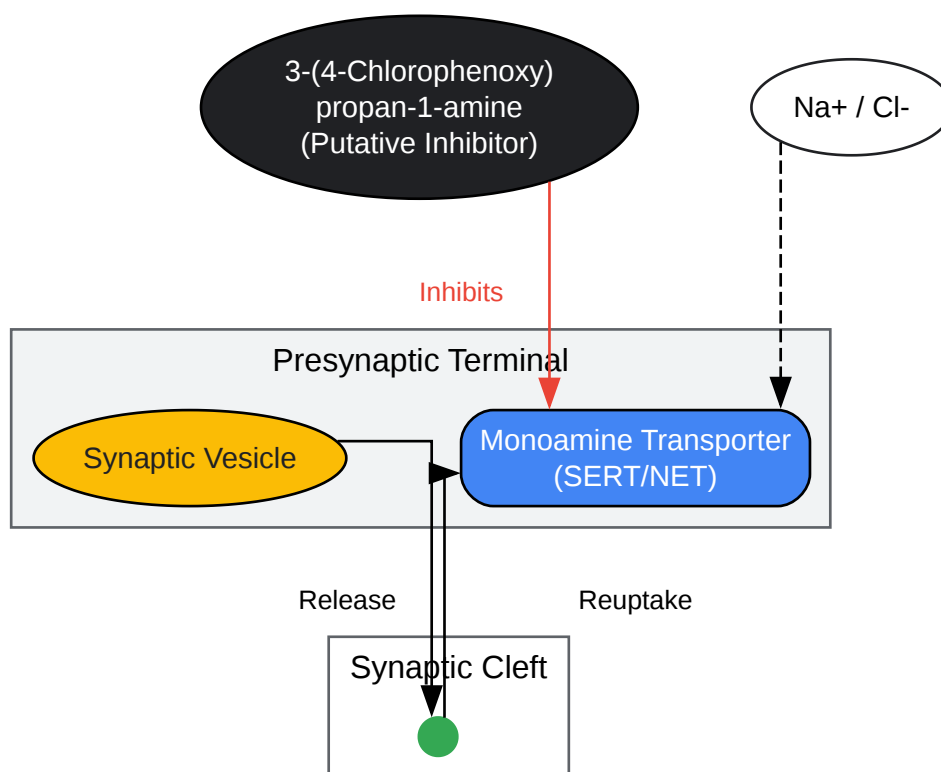 3-(4-Chlorophenoxy)
propan-1-amine
(Putative Inhibitor)
Na+ / Cl-
Inhibits
Presynaptic Terminal
Synaptic Vesicle
Monoamine Transporter
(SERT/NET)
Release
Reuptake
Synaptic Cleft